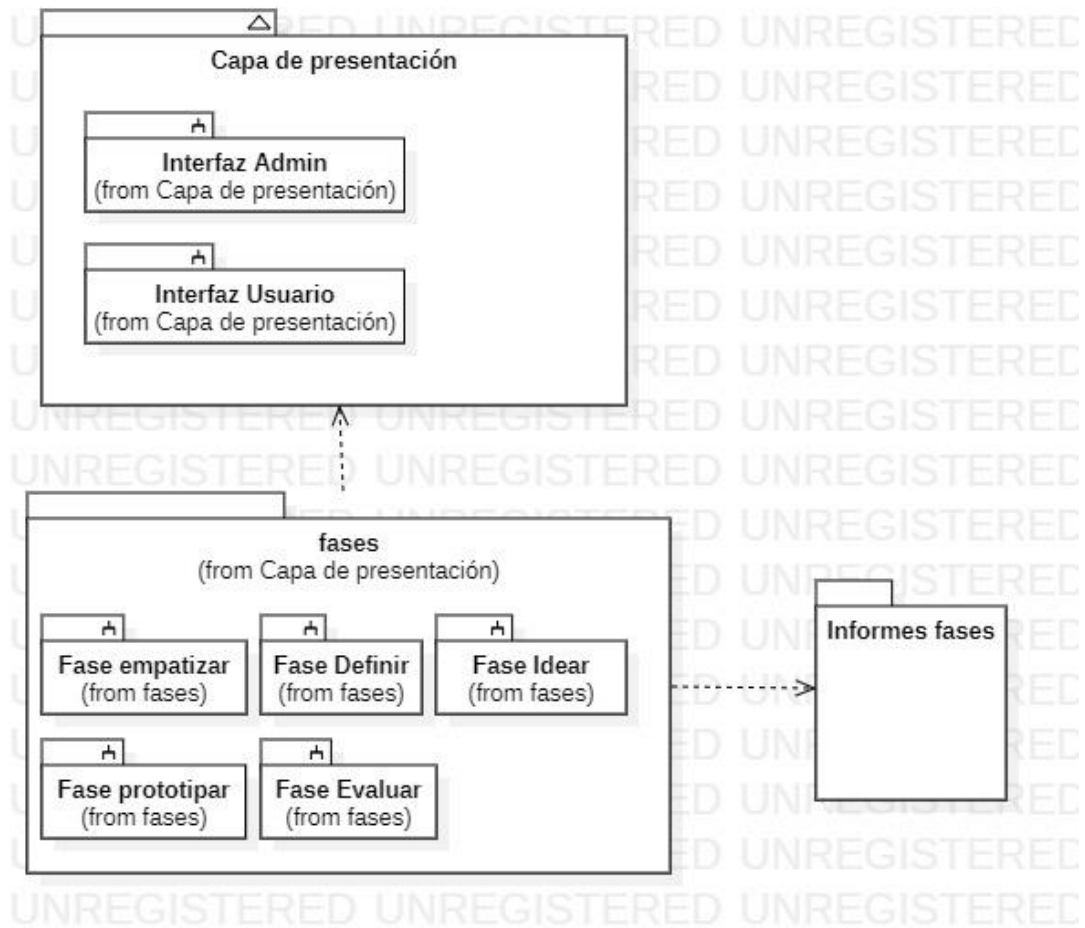 Capa de presentación
Interfaz Admin
(from Capa de presentación)
Interfaz Usuario
(from Capa de presentación)
fases
(from Capa de presentación)
Fase empatizar
(from fases)
Fase Definir
(from fases)
Fase Idear
(from fases)
Fase prototipar
(from fases)
Fase Evaluar
(from fases)
Informes fases
UNREGISTERED UNREGISTERED UNREGISTERED